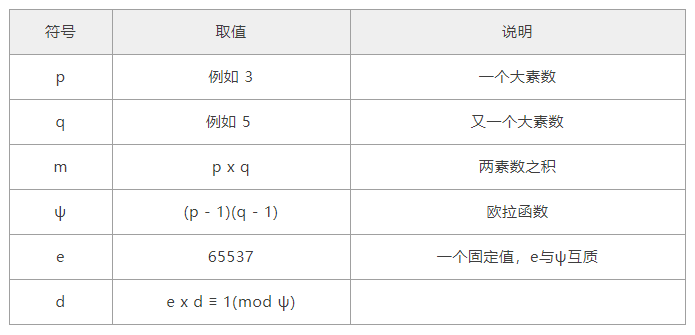 符号 取值 说明
p 例如 3 一个大素数
q 例如 5 又一个大素数
m p x q 两素数之积
ψ (p - 1)(q - 1) 欧拉函数
e 65537 一个固定值，e与ψ互质
d e x d ≡ 1(mod ψ)